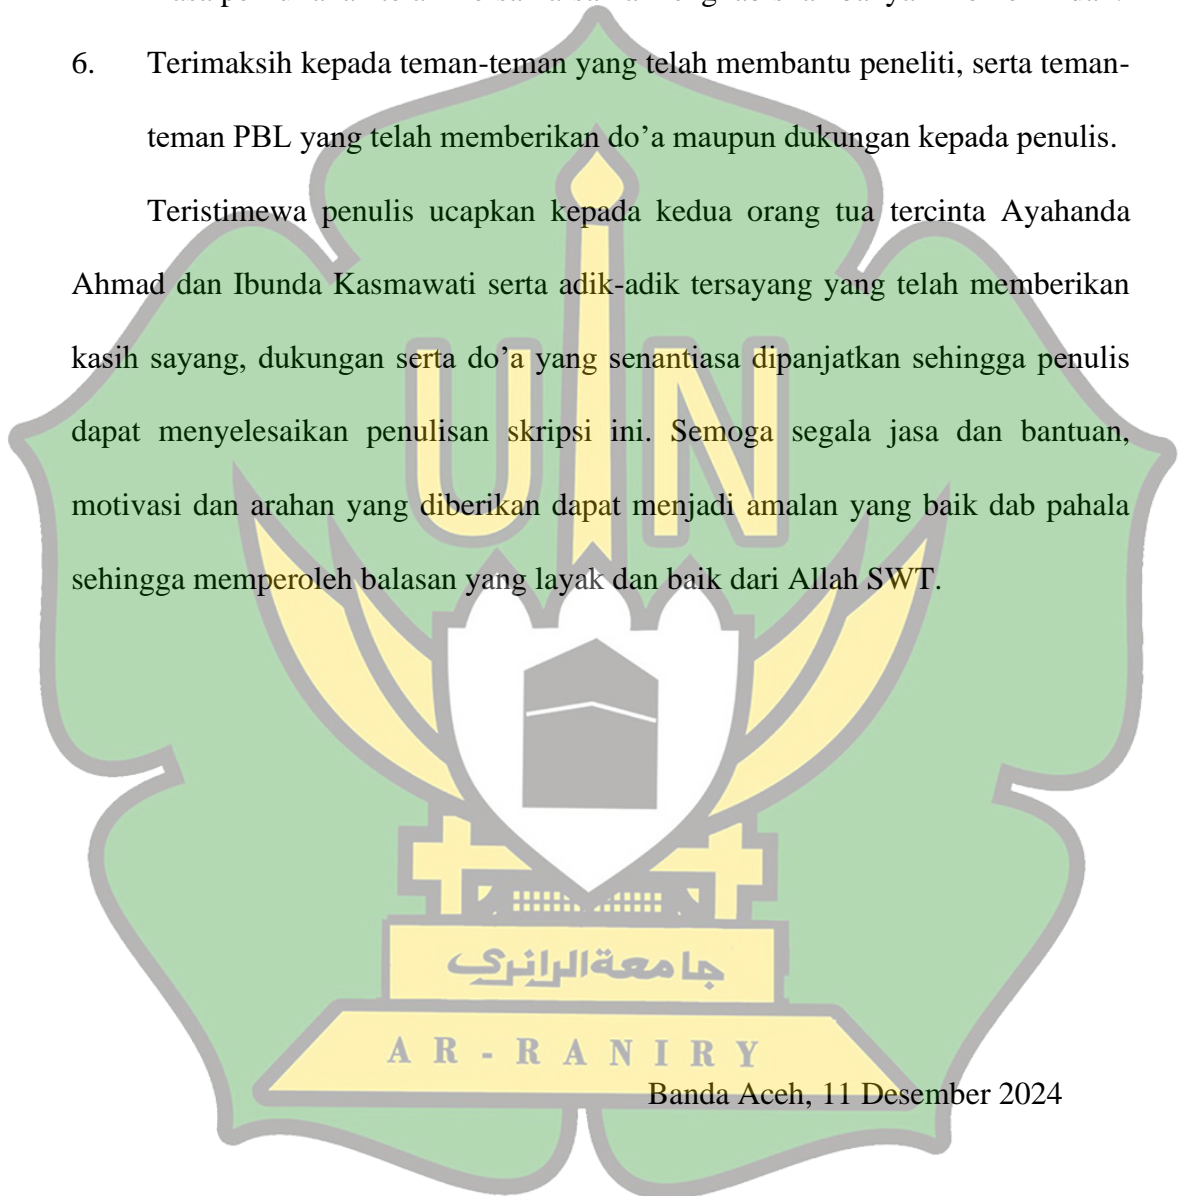 6. Terimaksih kepada teman-teman yang telah membantu peneliti, serta teman-
teman PBL yang telah memberikan do’a maupun dukungan kepada penulis.
Teristimewa penulis ucapkan kepada kedua orang tua tercinta Ayahanda
Ahmad dan Ibunda Kasmawati serta adik-adik tersayang yang telah memberikan
kasih sayang, dukungan serta do’a yang senantiasa dipanjatkan sehingga penulis
dapat menyelesaikan penulisan skripsi ini. Semoga segala jasa dan bantuan,
motivasi dan arahan yang diberikan dapat menjadi amalan yang baik dab pahala
sehingga memperoleh balasan yang layak dan baik dari Allah SWT.
UIN
جامعة الرانري
AR-RANIRY
Banda Aceh, 11 Desember 2024